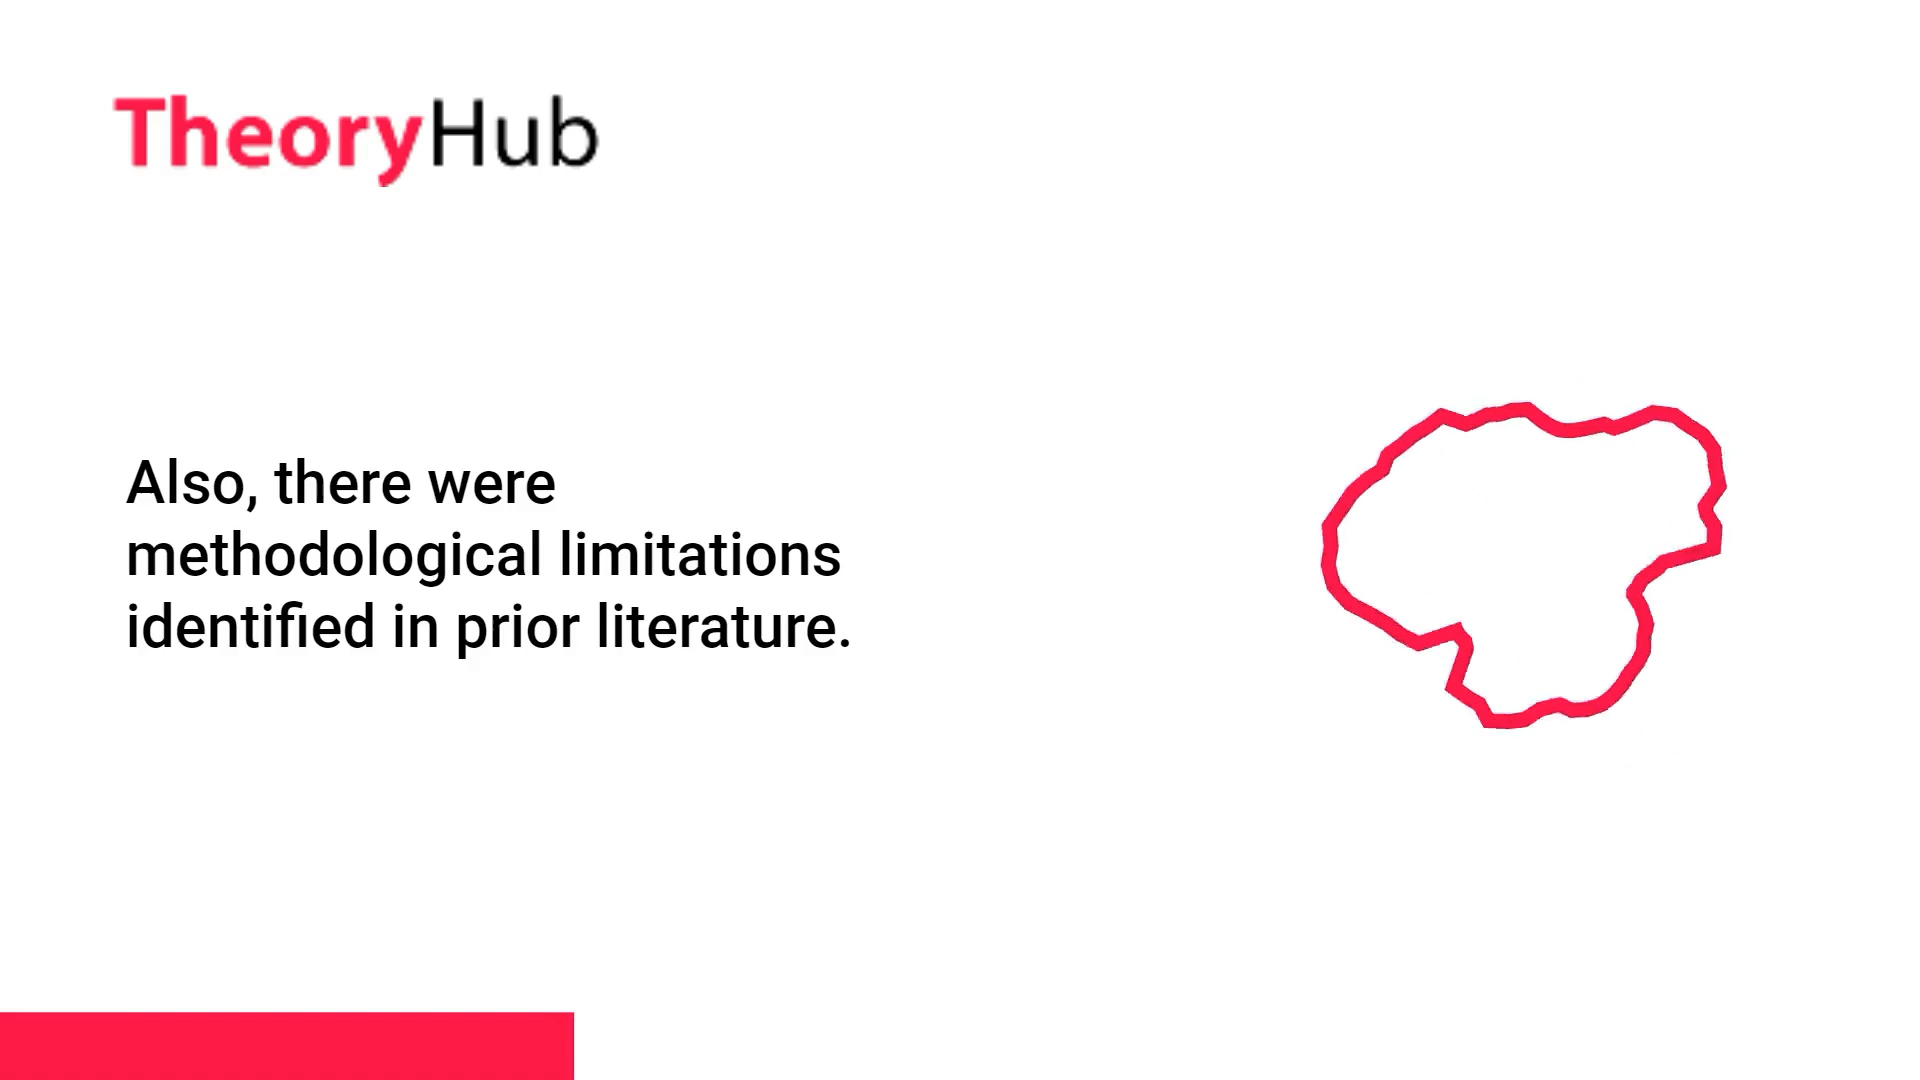 TheoryHub
Also, there were
methodological limitations
identified in prior literature.